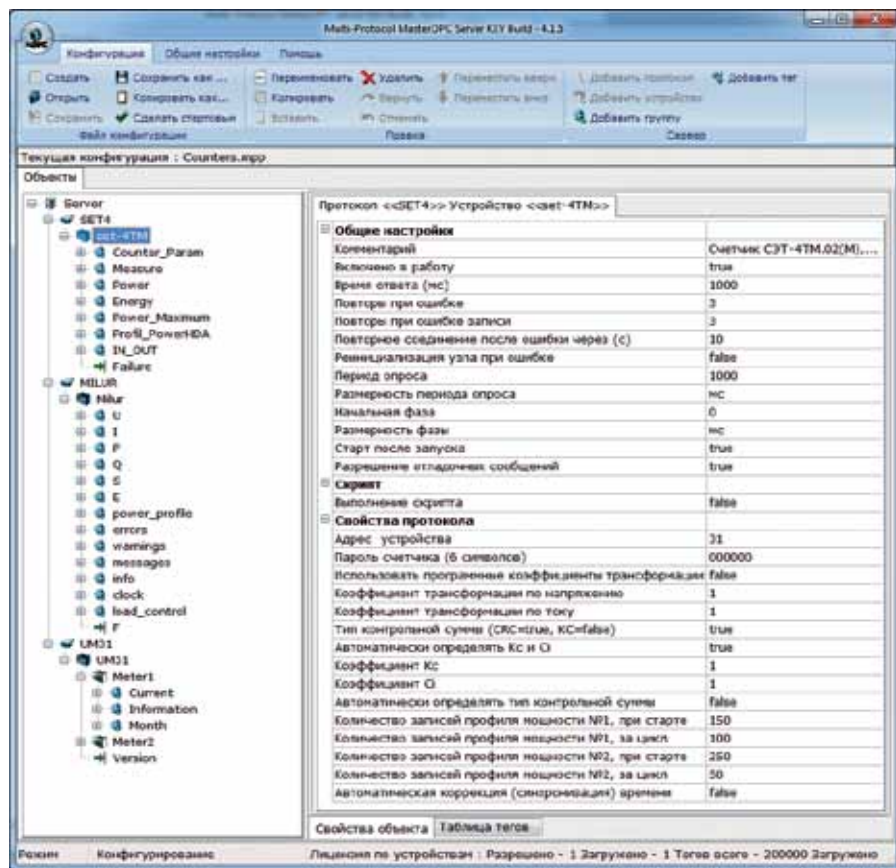 Multi-Protocol MasterOPC Server KEY Build - 4.1.3
Конфигурация Общие настройки Помощь
Создать Сохранить как ... Переименовать Удалить Переместить вверх Добавить протокол Добавить тег
Открыть Копировать как... Копировать Вернуть Переместить вниз Добавить устройство
Сохранить Сделать стартовым Вставить Отменить Добавить группу
Файл конфигурации Правка Сервер
Текущая конфигурация : Counters.mpp
Объекты
Server
SET4
set-4TM
Counter_Param
Measure
Power
Energy
Power_Maximum
Profil_PowerHDA
IN_OUT
Failure
MILUR
Milur
U
I
P
Q
S
E
power_profile
errors
warnings
messages
info
clock
load_control
F
UM31
UM31
Meter1
Current
Information
Month
Meter2
Version
Протокол <<SET4>> Устройство <<set-4TM>>
Общие настройки
Комментарий Счетчик СЭТ-4ТМ.02(М),...
Включено в работу true
Время ответа (мс) 1000
Повторы при ошибке 3
Повторы при ошибке записи 3
Повторное соединение после ошибки через (с) 10
Реинициализация узла при ошибке false
Период опроса 1000
Размерность периода опроса мс
Начальная фаза 0
Размерность фазы мс
Старт после запуска true
Разрешение отладочных сообщений true
Скрипт
Выполнение скрипта false
Свойства протокола
Адрес устройства 31
Пароль счетчика (6 символов) 000000
Использовать программные коэффициенты трансформации false
Коэффициент трансформации по напряжению 1
Коэффициент трансформации по току 1
Тип контрольной суммы (CRC=true, KC=false) true
Автоматически определять Кс и Ci true
Коэффициент Кс 1
Коэффициент Ci 1
Автоматически определять тип контрольной суммы false
Количество записей профиля мощности №1, при старте 150
Количество записей профиля мощности №1, за цикл 100
Количество записей профиля мощности №2, при старте 250
Количество записей профиля мощности №2, за цикл 50
Автоматическая коррекция (синхронизация) времени false
Свойства объекта Таблица тегов
Режим Конфигурирование Лицензия по устройствам : Разрешено - 1 Загружено - 1 Тегов всего - 200000 Загружено